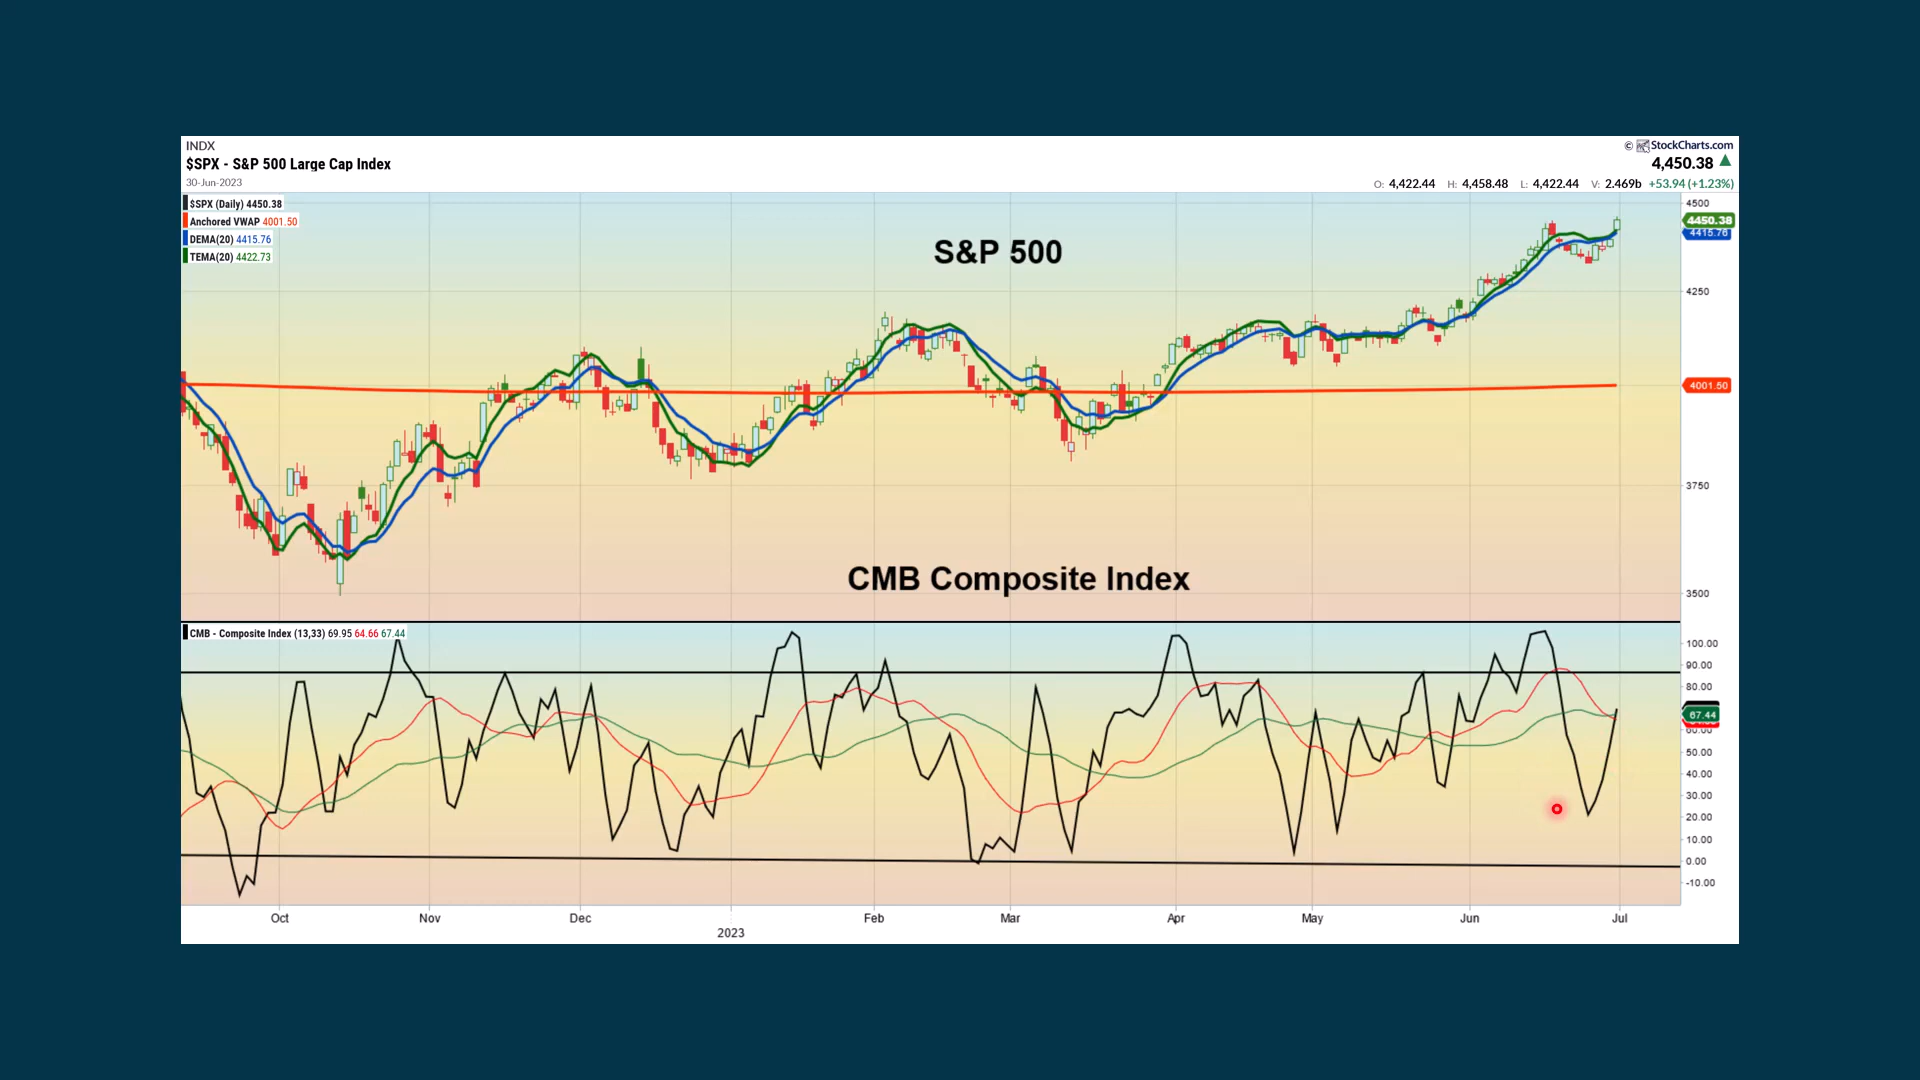 INDX
© StockCharts.com
$SPX - S&P 500 Large Cap Index
4,450.38
30-Jun-2023
O: 4,422.44 H: 4,458.48 L: 4,422.44 V: 2.469b +53.94 (+1.23%)
$SPX (Daily) 4450.38
Anchored VWAP 4001.50
DEMA(20) 4415.76
TEMA(20) 4422.73
S&P 500
4500
4450.38
4415.76
4250
4001.50
3750
3500
CMB Composite Index
CMB - Composite Index (13,33) 69.95 64.66 67.44
100.00
90.00
80.00
67.44
60.00
50.00
40.00
30.00
20.00
10.00
0.00
-10.00
Oct Nov Dec Feb Mar Apr May Jun Jul
2023